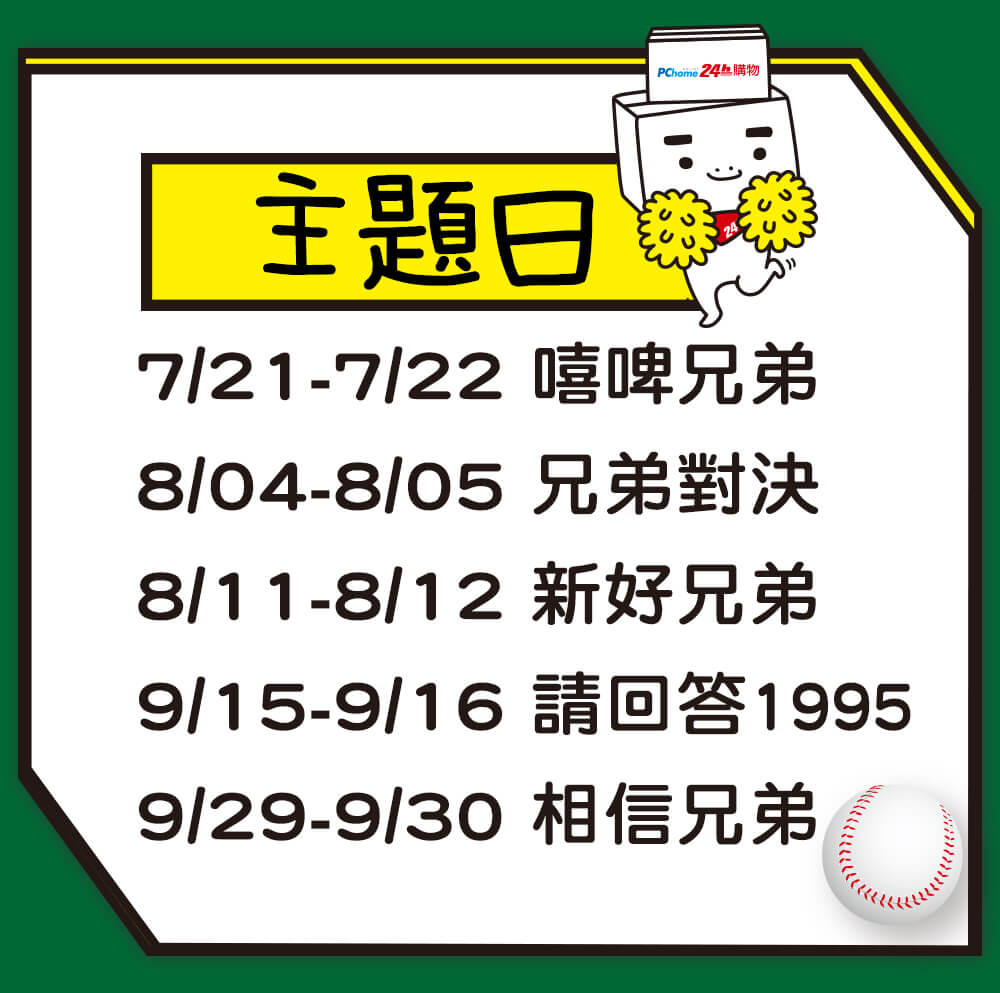 PChome 24h購物
24
主題日
7/21-7/22 嘻啤兄弟
8/04-8/05 兄弟對決
8/11-8/12 新好兄弟
9/15-9/16 請回答1995
9/29-9/30 相信兄弟